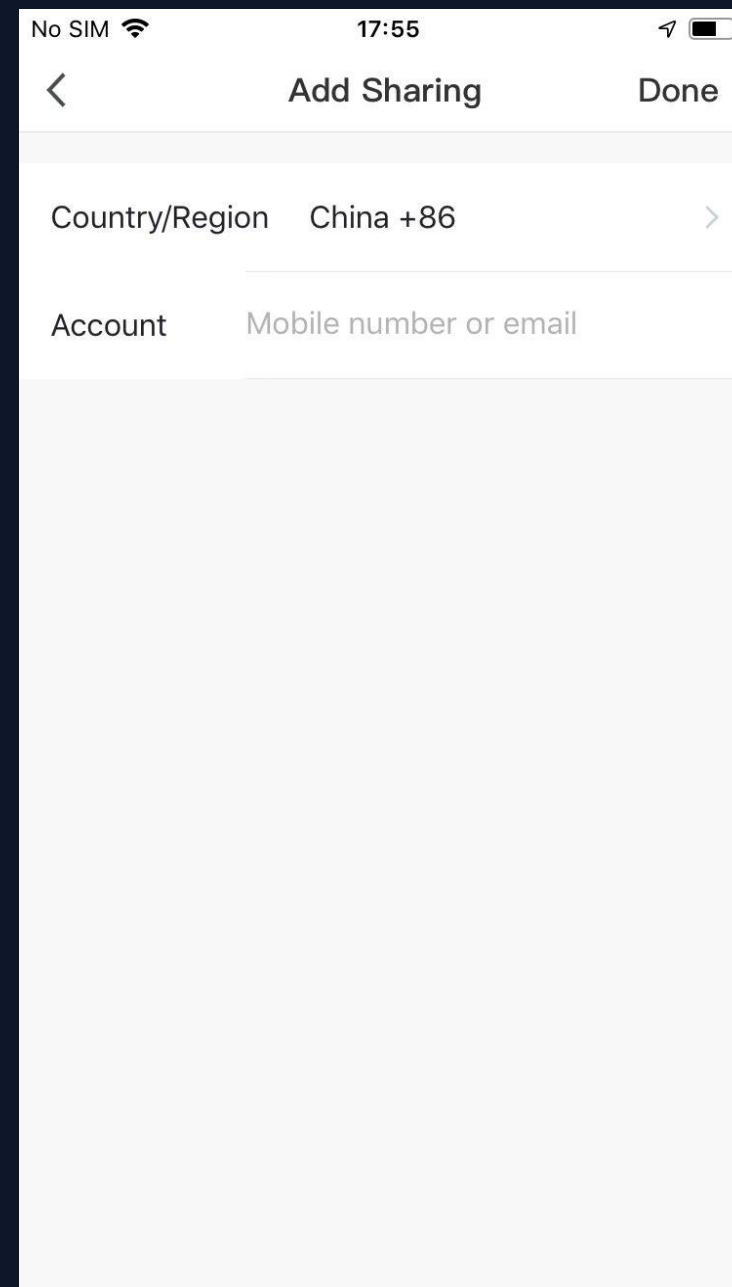 No SIM 17:55
Add Sharing Done
Country/Region China +86
Account Mobile number or email